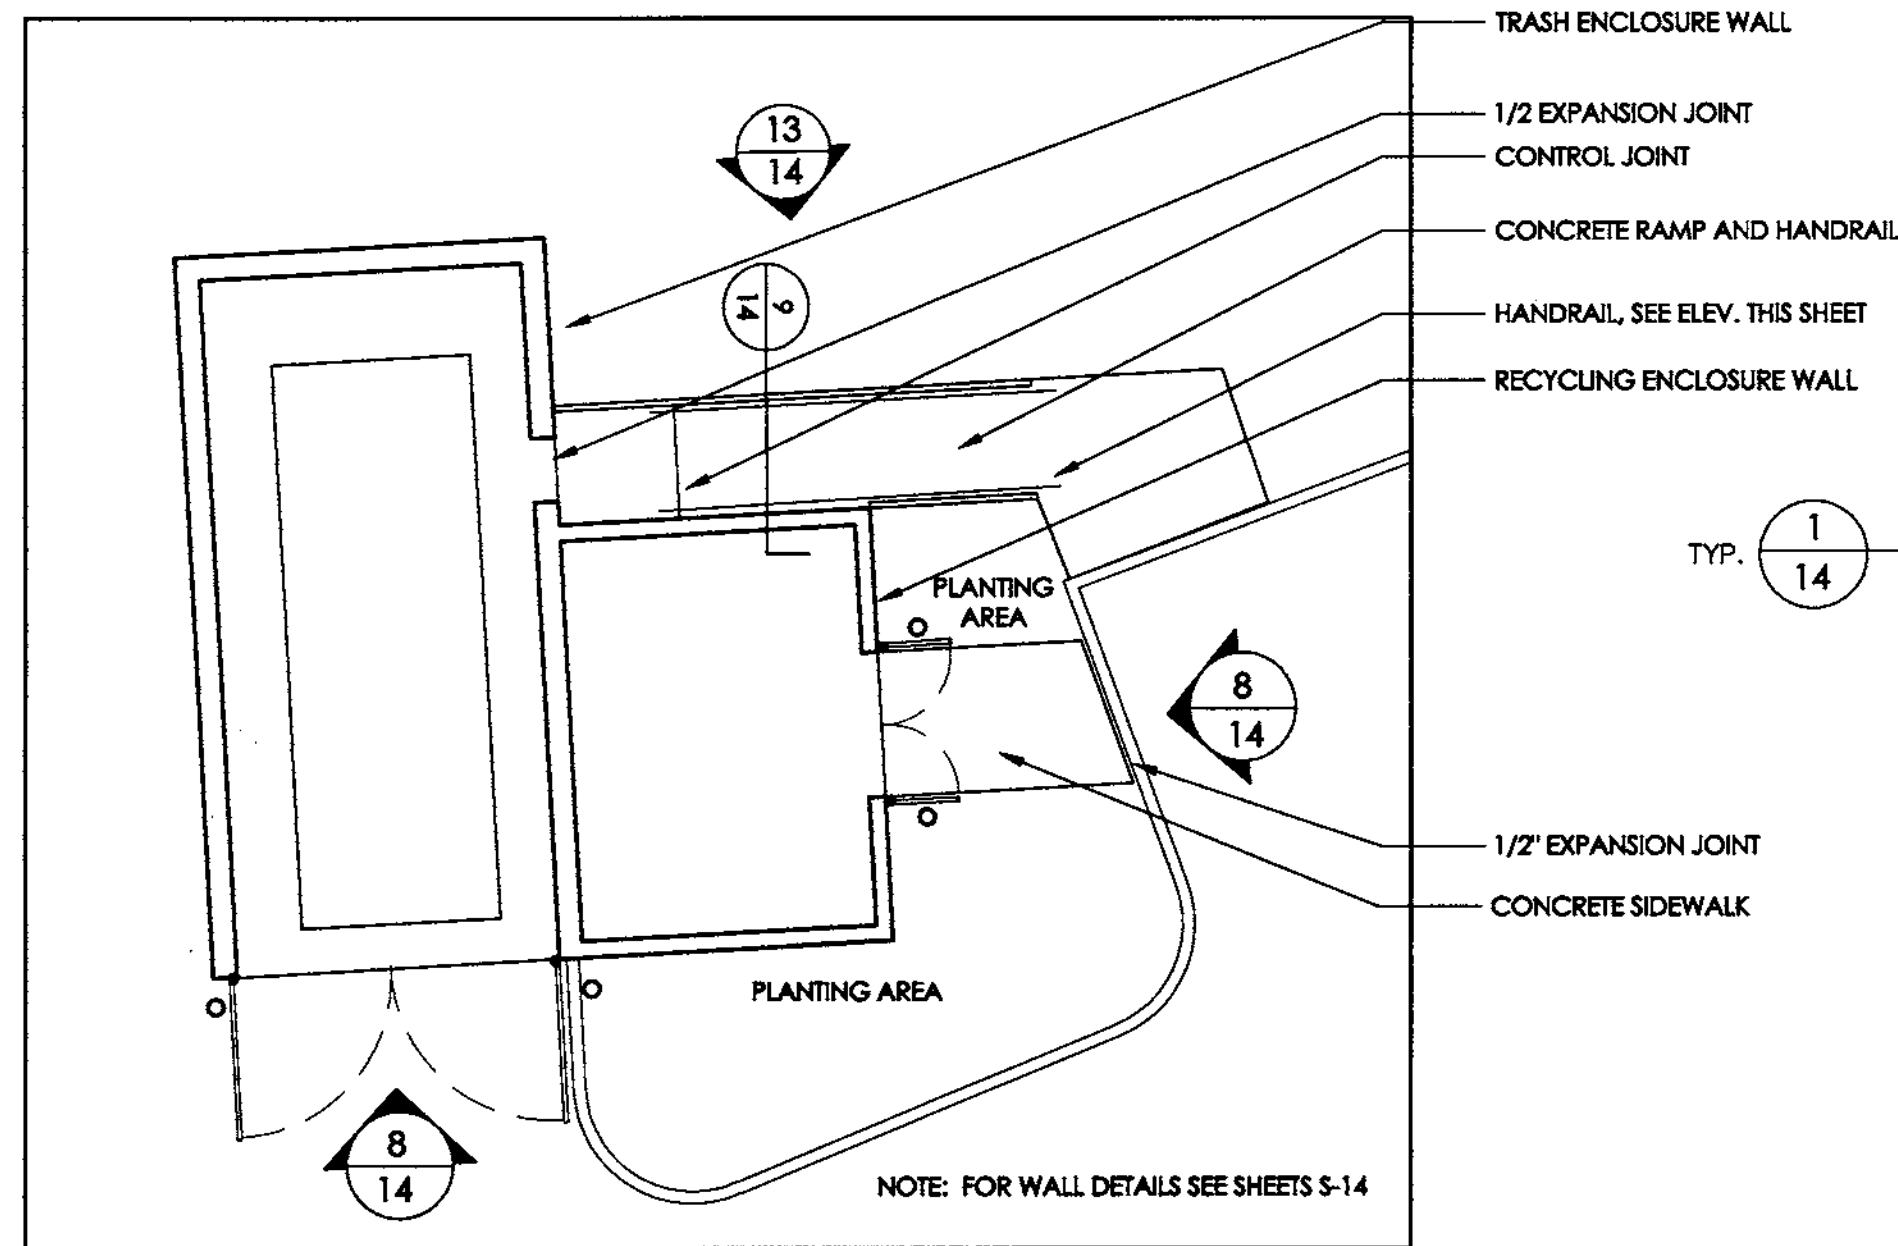 TRASH ENCLOSURE WALL
1/2 EXPANSION JOINT
CONTROL JOINT
CONCRETE RAMP AND HANDRAIL
HANDRAIL, SEE ELEV. THIS SHEET
RECYCLING ENCLOSURE WALL
13
14
9
14
TYP.
1
14
PLANTING
AREA
8
14
1/2" EXPANSION JOINT
CONCRETE SIDEWALK
PLANTING AREA
8
14
NOTE: FOR WALL DETAILS SEE SHEETS S-14